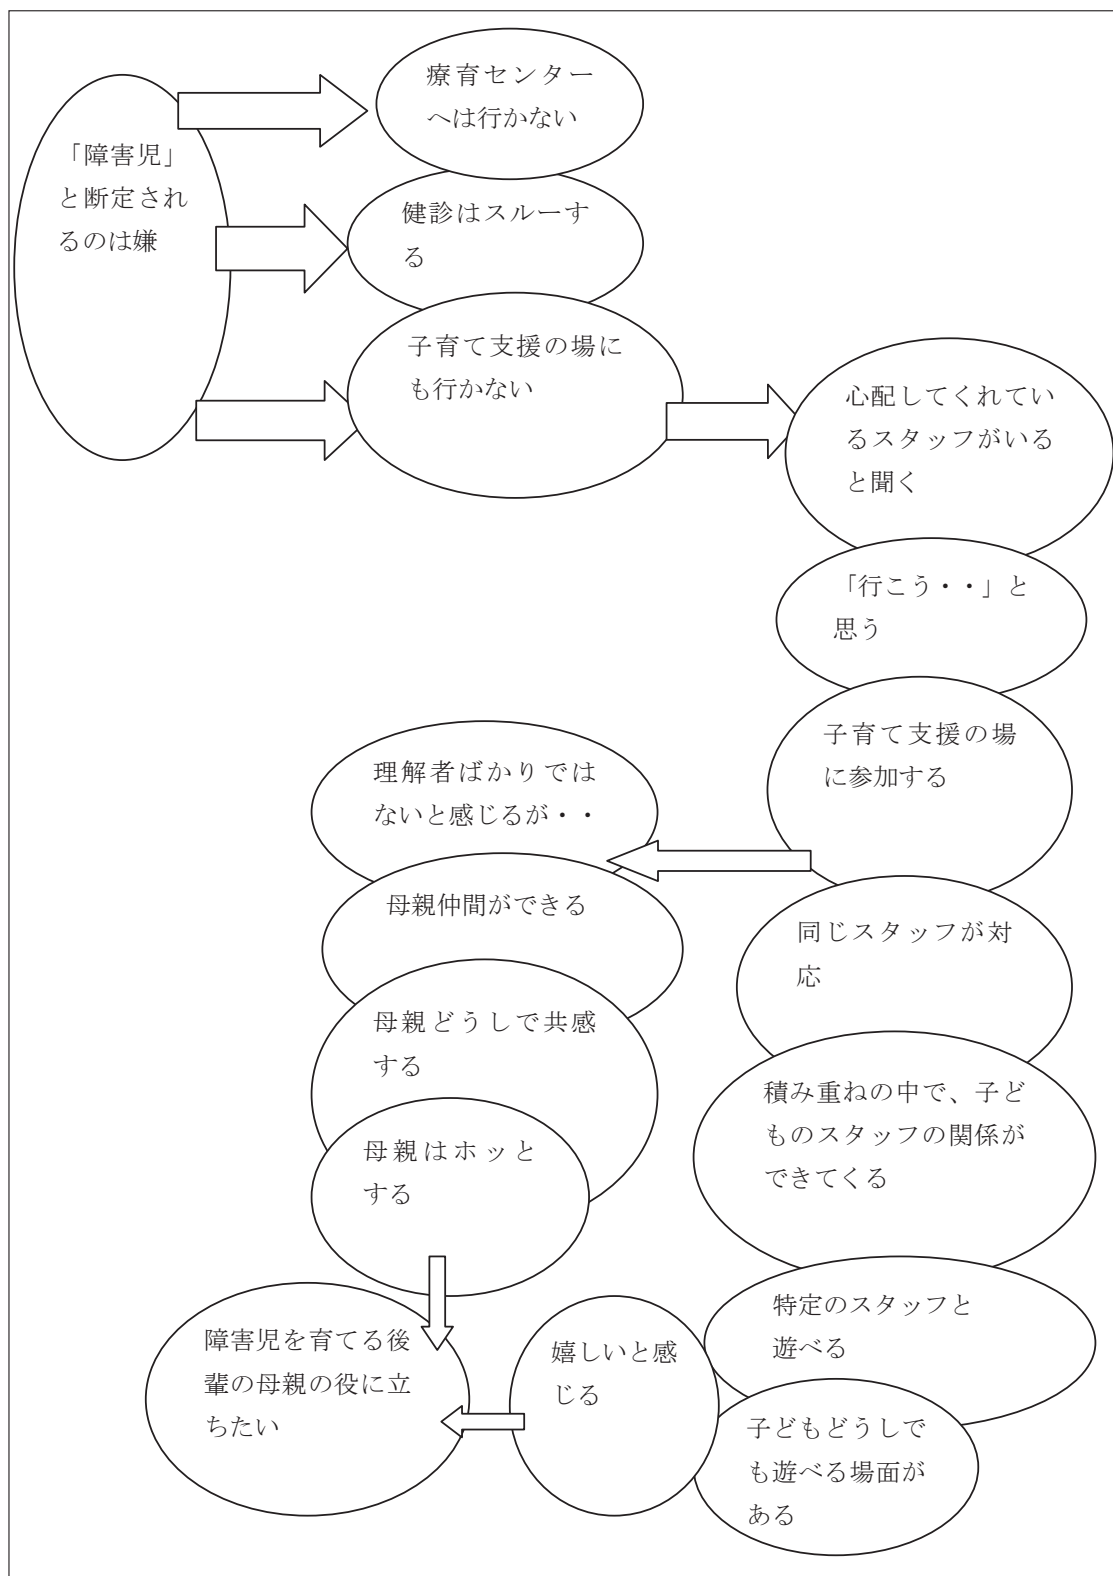 「障害児」
と断定され
るのは嫌
療育センター
へは行かない
健診はスルーす
る
子育て支援の場に
も行かない
心配してくれてい
るスタッフがいる
と聞く
「行こう・・」と
思う
子育て支援の場
に参加する
理解者ばかりでは
ないと感じるが・・
母親仲間ができる
母親どうしで共感
する
母親はホッと
する
同じスタッフが対
応
積み重ねの中で、子ど
ものスタッフの関係が
できてくる
特定のスタッフと
遊べる
子どもどうしで
も遊べる場面が
ある
嬉しいと感
じる
障害児を育てる後
輩の母親の役に立
ちたい